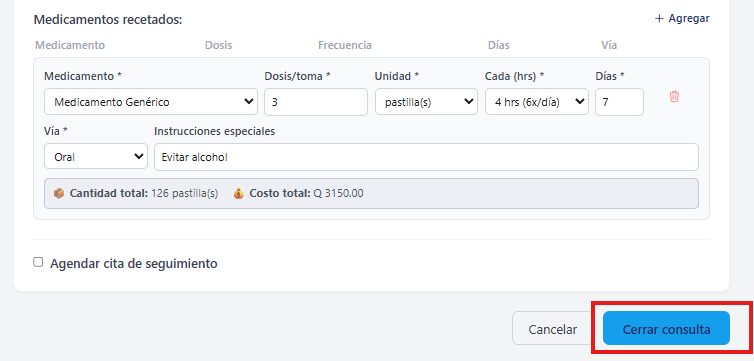 Medicamentos recetados:
+ Agregar
Medicamento Dosis Frecuencia Días Vía
Medicamento * Dosis/toma * Unidad * Cada (hrs) * Días *
Medicamento Genérico 3 pastilla(s) 4 hrs (6x/día) 7
Vía * Instrucciones especiales
Oral Evitar alcohol
Cantidad total: 126 pastilla(s) Costo total: Q 3150.00
Agendar cita de seguimiento
Cancelar Cerrar consulta